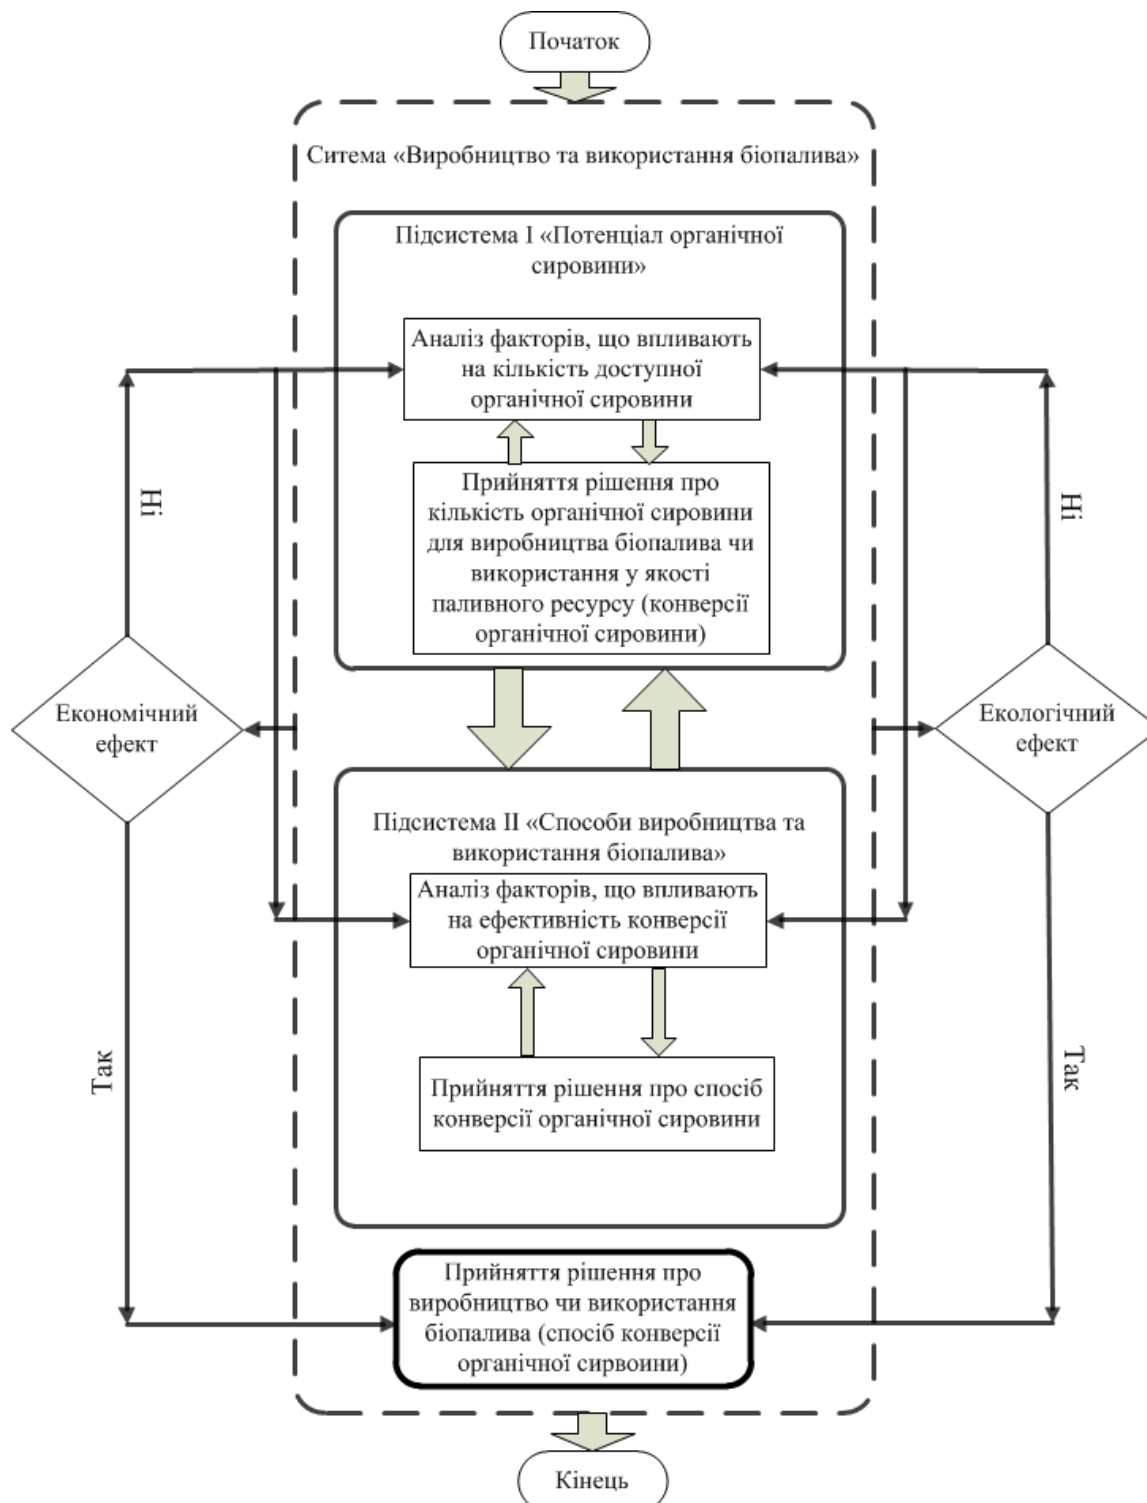 Початок
Ситема «Виробництво та використання біопалива»
Підсистема І «Потенціал органічної
сировини»
Аналіз факторів, що впливають
на кількість доступної
органічної сировини
Прийняття рішення про
кількість органічної сировини
для виробництва біопалива чи
використання у якості
паливного ресурсу (конверсії
органічної сировини)
Ні
Ні
Економічний
ефект
Екологічний
ефект
Підсистема ІІ «Способи виробництва та
використання біопалива»
Аналіз факторів, що впливають
на ефективність конверсії
органічної сировини
Прийняття рішення про спосіб
конверсії органічної сировини
Так
Так
Прийняття рішення про
виробництво чи використання
біопалива (спосіб конверсії
органічної сирвоини)
Кінець